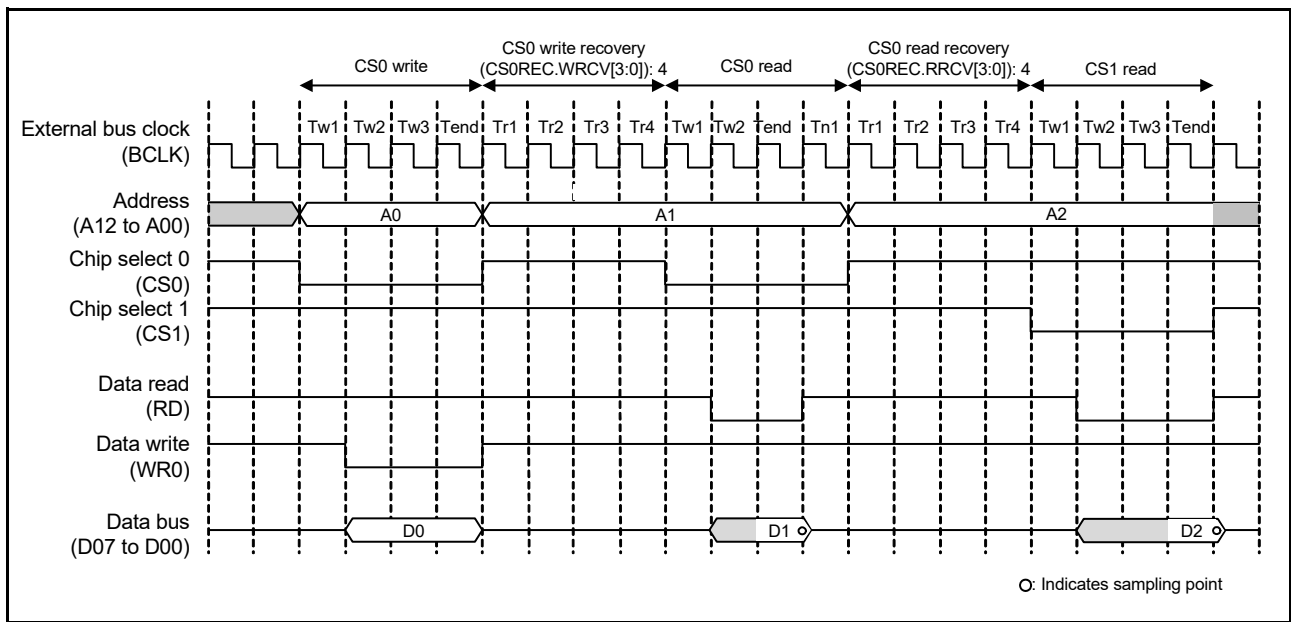 CS0 write recovery
(CS0REC.WRCV[3:0]): 4
CS0 read recovery
(CS0REC.RRCV[3:0]): 4
CS0 write
CS0 read
CS1 read
External bus clock
(BCLK)
Tw1 Tw2 Tw3 Tend Tr1 Tr2 Tr3 Tr4 Tw1 Tw2 Tend Tn1 Tr1 Tr2 Tr3 Tr4 Tw1 Tw2 Tw3 Tend
Address
(A12 to A00)
A0 A1 A2
Chip select 0
(CS0)
Chip select 1
(CS1)
Data read
(RD)
Data write
(WR0)
Data bus
(D07 to D00)
D0 D1 D2
O: Indicates sampling point